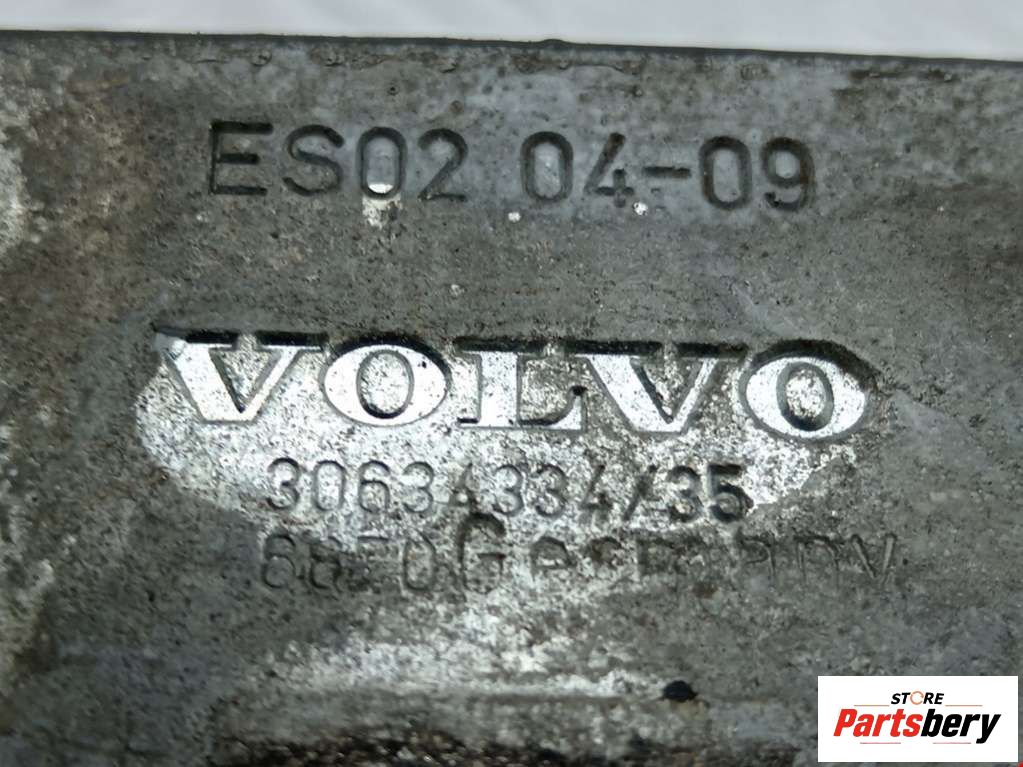 ES02 04-09
VOLVO
30634334/35
STORE
Partsbery